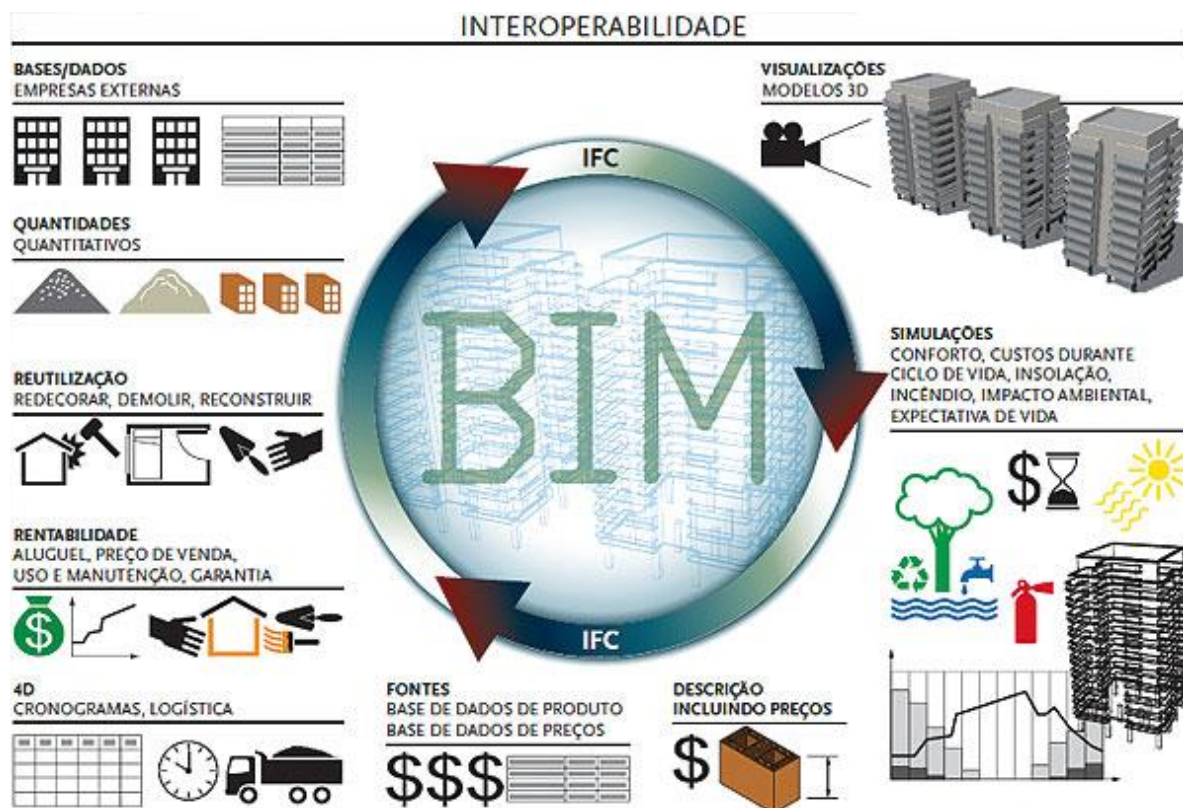 INTEROPERABILIDADE
BASES/DADOS
EMPRESAS EXTERNAS
QUANTIDADES
QUANTITATIVOS
REUTILIZAÇÃO
REDECORAR, DEMOLIR, RECONSTRUIR
RENTABILIDADE
ALUGUEL, PREÇO DE VENDA,
USO E MANUTENÇÃO, GARANTIA
$
4D
CRONOGRAMAS, LOGÍSTICA
IFC
BIM
IFC
FONTES
BASE DE DADOS DE PRODUTO
BASE DE DADOS DE PREÇOS
$$$
DESCRIÇÃO
INCLUINDO PREÇOS
$
VISUALIZAÇÕES
MODELOS 3D
SIMULAÇÕES
CONFORTO, CUSTOS DURANTE
CICLO DE VIDA, INSOLAÇÃO,
INCÊNDIO, IMPACTO AMBIENTAL,
EXPECTATIVA DE VIDA
$